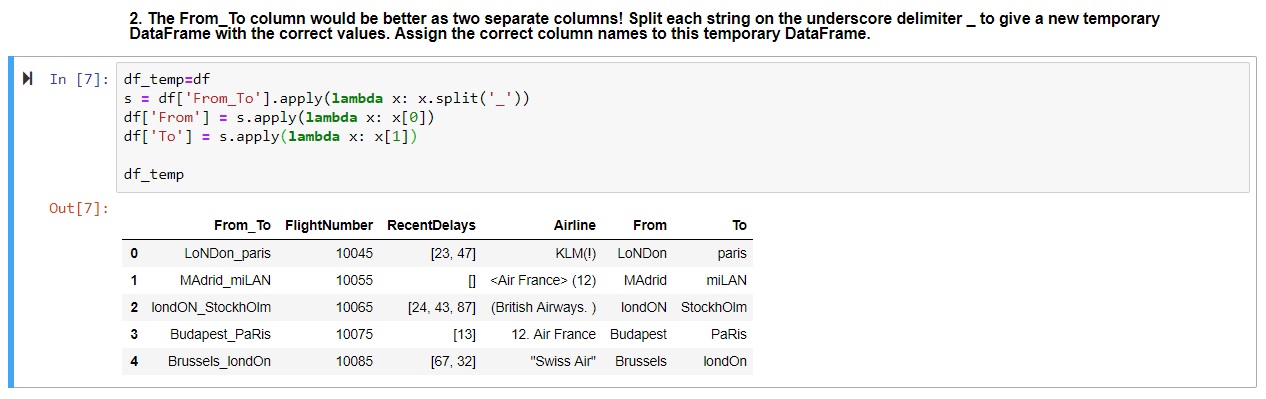 2. The From_To column would be better as two separate columns! Split each string on the underscore delimiter _ to give a new temporary
DataFrame with the correct values. Assign the correct column names to this temporary DataFrame.
In [7]: df_temp=df
s = df['From_To'].apply(lambda x: x.split('_'))
df['From'] = s.apply(lambda x: x[0])
df['To'] = s.apply(lambda x: x[1])
df_temp
Out[7]:
From_To FlightNumber RecentDelays Airline From To
0 LoNDon_paris 10045 [23, 47] KLM(!) LoNDon paris
1 MAdrid_miLAN 10055 [] <Air France> (12) MAdrid miLAN
2 londON_StockhOlm 10065 [24, 43, 87] (British Airways. ) londON StockhOlm
3 Budapest_PaRis 10075 [13] 12. Air France Budapest PaRis
4 Brussels_londOn 10085 [67, 32] "Swiss Air" Brussels londOn